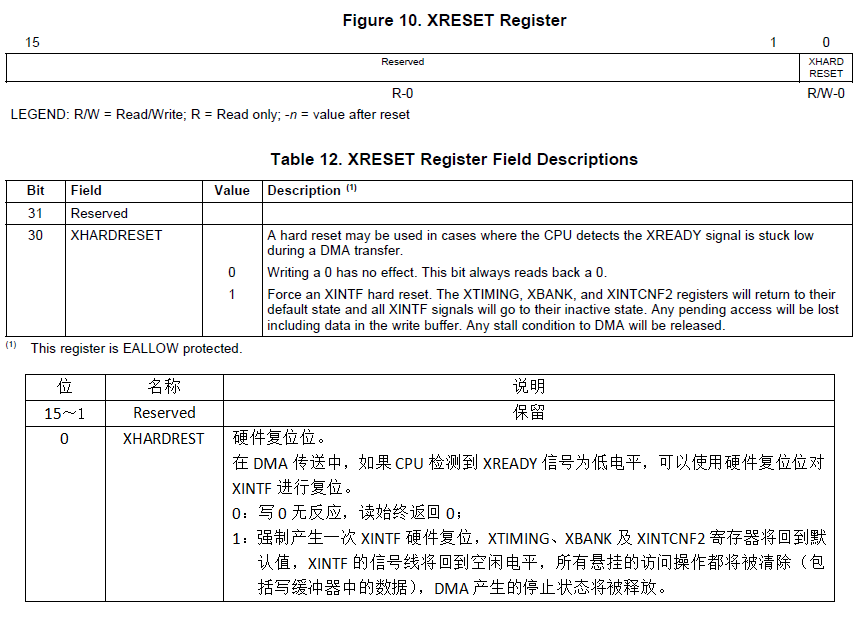 Figure 10. XRESET Register
15 1 0
Reserved XHARD
RESET
R-0 R/W-0
LEGEND: R/W = Read/Write; R = Read only; -n = value after reset
Table 12. XRESET Register Field Descriptions
Bit Field Value Description (1)
31 Reserved
30 XHARDRESET A hard reset may be used in cases where the CPU detects the XREADY signal is stuck low
during a DMA transfer.
0 Writing a 0 has no effect. This bit always reads back a 0.
1 Force an XINTF hard reset. The XTIMING, XBANK, and XINTCNF2 registers will return to their
default state and all XINTF signals will go to their inactive state. Any pending access will be lost
including data in the write buffer. Any stall condition to DMA will be released.
(1) This register is EALLOW protected.
位 名称 说明
15～1 Reserved 保留
0 XHARDREST 硬件复位位。
在 DMA 传送中，如果 CPU 检测到 XREADY 信号为低电平，可以使用硬件复位位对
XINTF 进行复位。
0：写 0 无反应，读始终返回 0；
1：强制产生一次 XINTF 硬件复位，XTIMING、XBANK 及 XINTCNF2 寄存器将回到默
认值，XINTF 的信号线将回到空闲电平，所有悬挂的访问操作都将被清除（包
括写缓冲器中的数据），DMA 产生的停止状态将被释放。